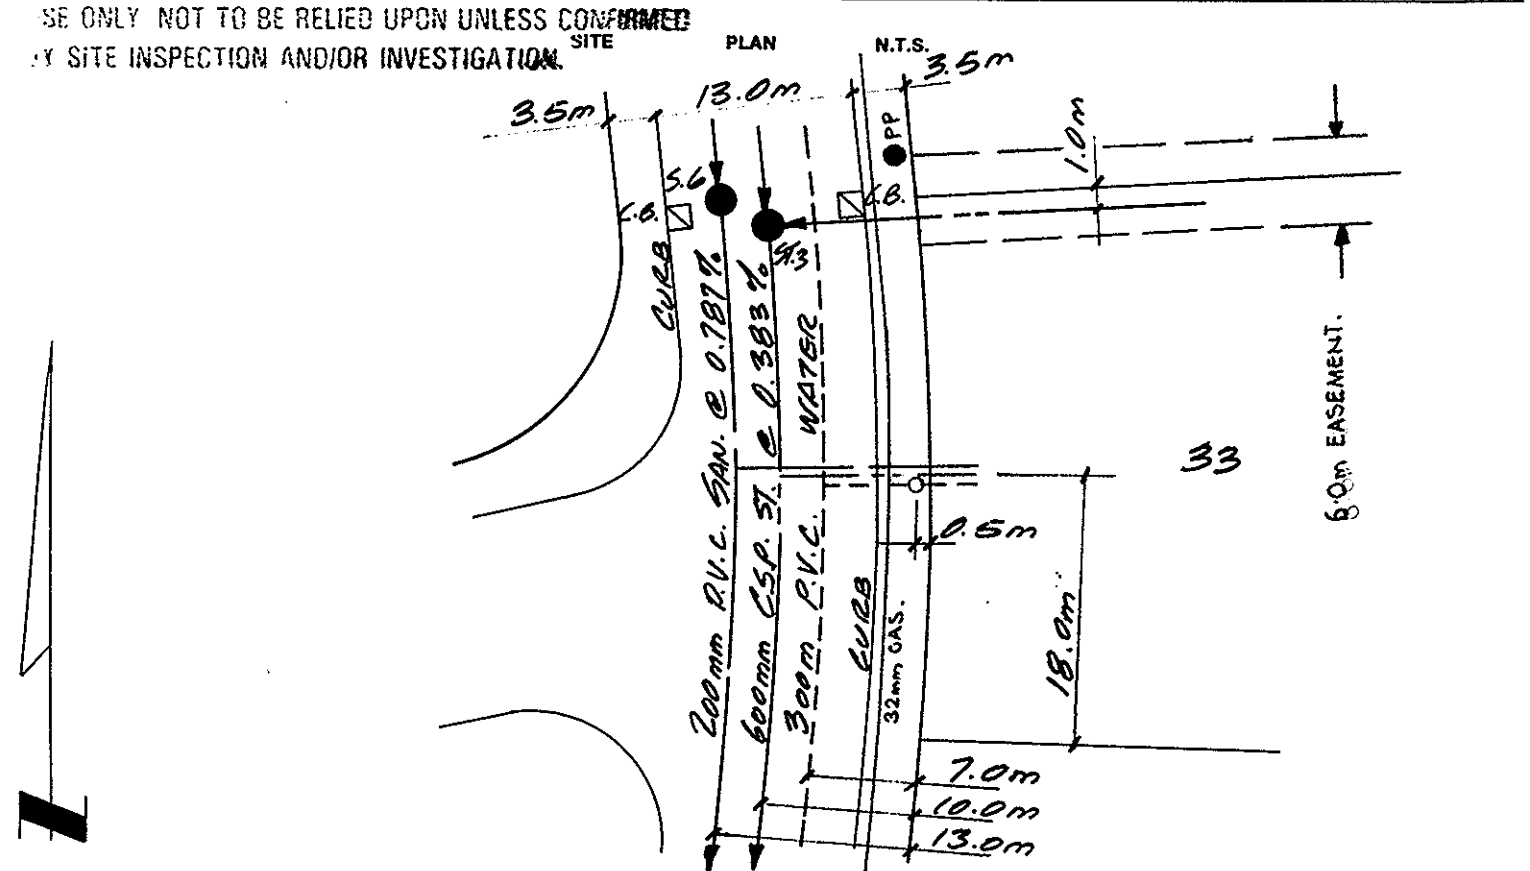 SE ONLY NOT TO BE RELIED UPON UNLESS CONFIRMED
Y SITE INSPECTION AND/OR INVESTIGATION.
SITE PLAN N.T.S.
3.5m
13.0m
3.5m
PP
1.0m
S.6
C.B.
C.B.
ST.3
CURB
200mm P.V.C. SAN. @ 0.787%
600mm C.S.P. ST. @ 0.383%
300m P.V.C. WATER
CURB
32mm GAS.
6.0m EASEMENT.
33
0.5m
18.0m
7.0m
10.0m
13.0m